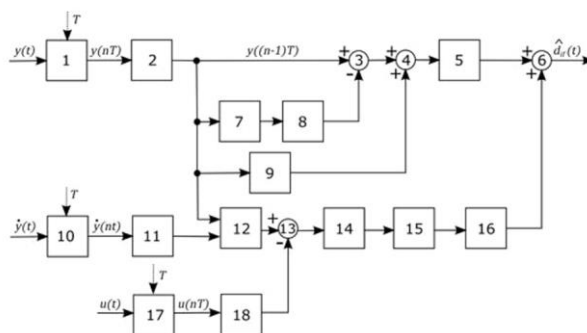 T
y(t) 1 y(nT) 2 y((n-1)T) + 3 - + 4 + 5 + 6 + d̂_df(t)
7 8
9
T
ẏ(t) 10 ẏ(nt) 11 12 + 13 - 14 15 16
T
u(t) 17 u(nT) 18